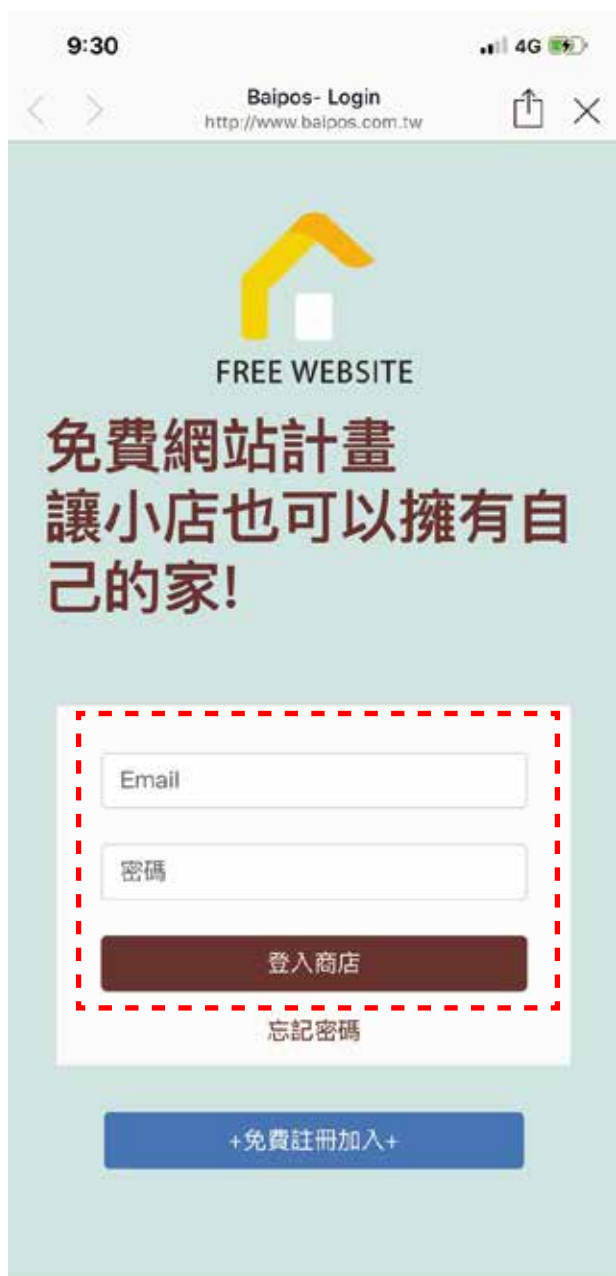 9:30
4G
Baipos- Login
http://www.baipos.com.tw
FREE WEBSITE
免費網站計畫
讓小店也可以擁有自
己的家!
Email
密碼
登入商店
忘記密碼
+免費註冊加入+